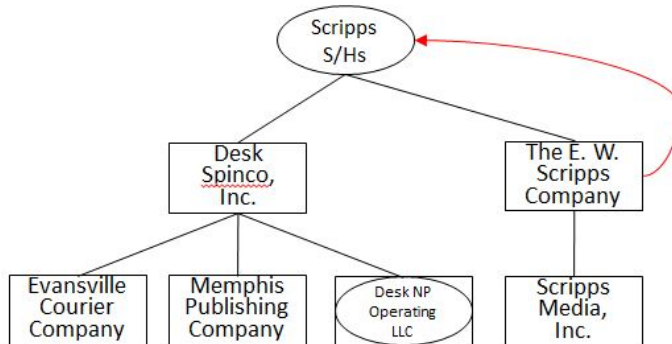 Scripps
S/Hs
Desk
Spinco,
Inc.
The E. W.
Scripps
Company
Evansville
Courier
Company
Memphis
Publishing
Company
Desk NP
Operating
LLC
Scripps
Media,
Inc.